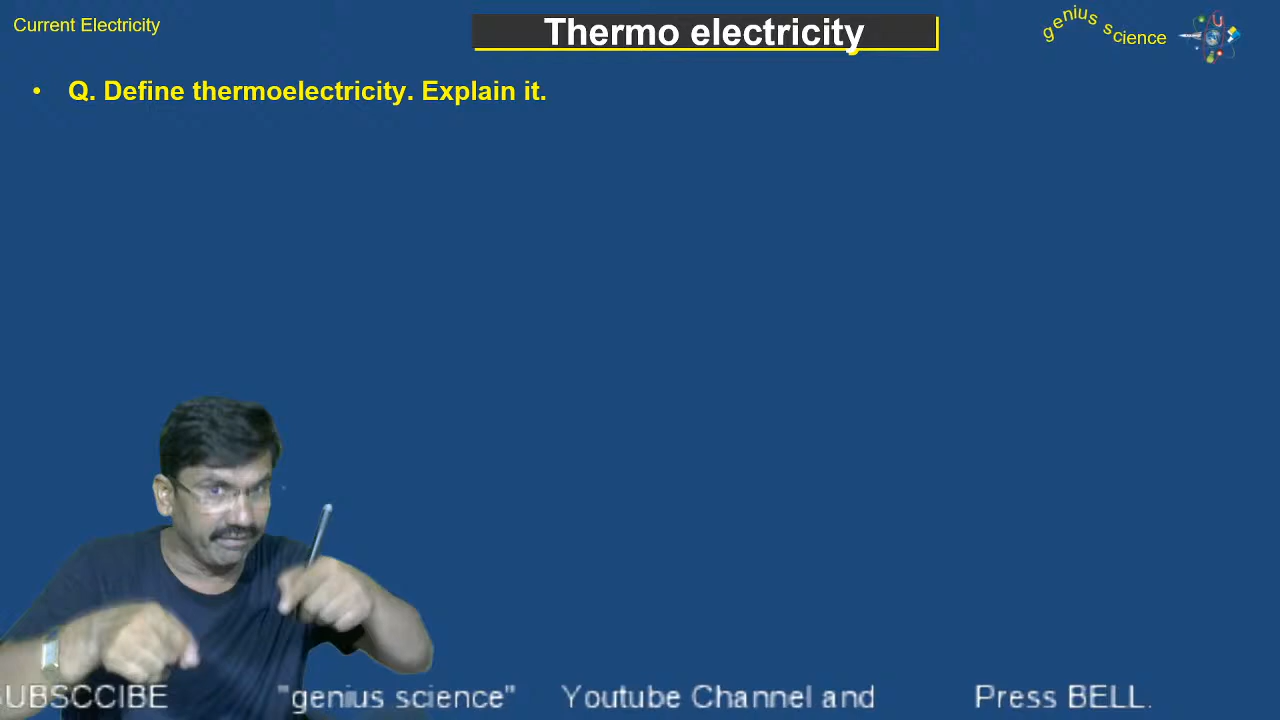 Current Electricity
Thermo electricity
genius science
• Q. Define thermoelectricity. Explain it.
UBSCCIBE "genius science" Youtube Channel and Press BELL.